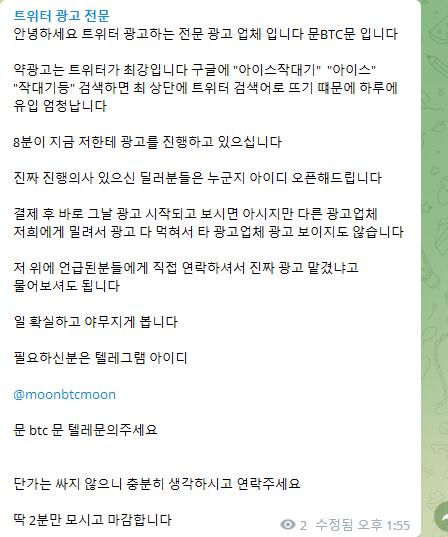 트위터 광고 전문
안녕하세요 트위터 광고하는 전문 광고 업체 입니다 문BTC문 입니다
약광고는 트위터가 최강입니다 구글에 "아이스작대기" "아이스"
"작대기등" 검색하면 최 상단에 트위터 검색어로 뜨기 때문에 하루에
유입 엄청납니다
8분이 지금 저한테 광고를 진행하고 있으십니다
진짜 진행의사 있으신 딜러분들은 누군지 아이디 오픈해드립니다
결제 후 바로 그날 광고 시작되고 보시면 아시지만 다른 광고업체
저희에게 밀려서 광고 다 먹혀서 타 광고업체 광고 보이지도 않습니다
저 위에 언급된분들에게 직접 연락하셔서 진짜 광고 맡겼냐고
물어보셔도 됩니다
일 확실하고 야무지게 봅니다
필요하신분은 텔레그램 아이디
@moonbtcmoon
문 btc 문 텔레문의주세요
단가는 싸지 않으니 충분히 생각하시고 연락주세요
딱 2분만 모시고 마감합니다
2 수정됨 오후 1:55